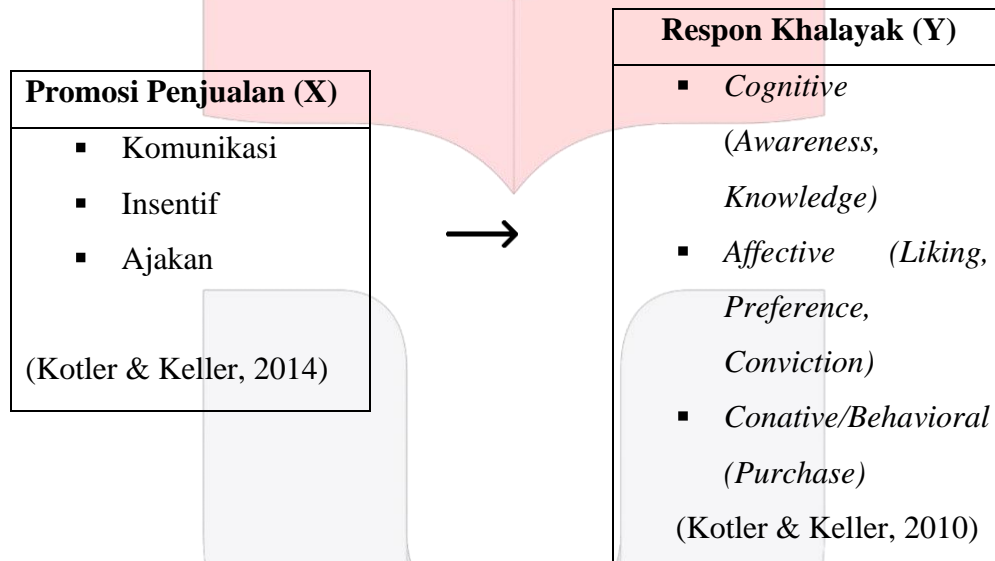 Promosi Penjualan (X)
▪ Komunikasi
▪ Insentif
▪ Ajakan
(Kotler & Keller, 2014)
Respon Khalayak (Y)
▪ Cognitive
(Awareness,
Knowledge)
▪ Affective (Liking,
Preference,
Conviction)
▪ Conative/Behavioral
(Purchase)
(Kotler & Keller, 2010)